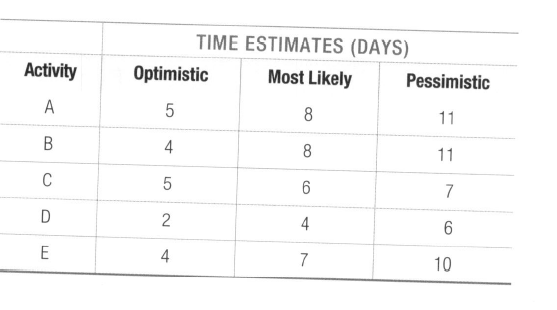 TIME ESTIMATES (DAYS)
Activity Optimistic Most Likely Pessimistic
A 5 8 11
B 4 8 11
C 5 6 7
D 2 4 6
E 4 7 10